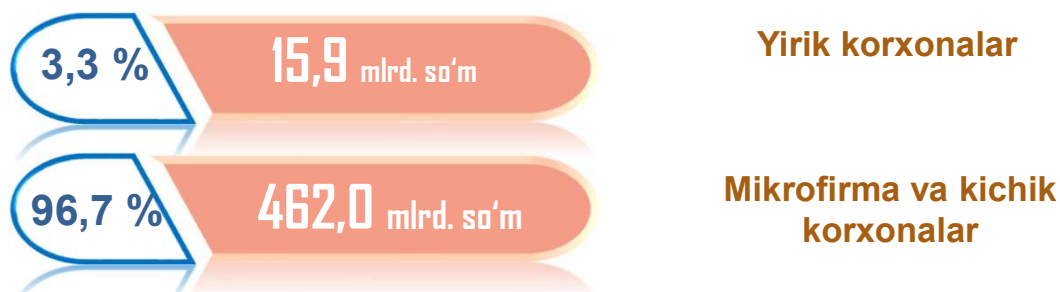 3,3 % 15,9 mlrd. so‘m Yirik korxonalar
96,7 % 462,0 mlrd. so‘m Mikrofirma va kichik
korxonalar